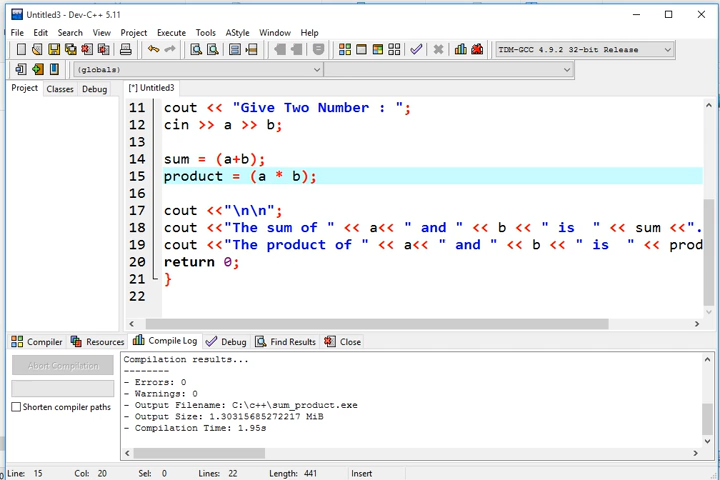 Untitled3 - Dev-C++ 5.11
File Edit Search View Project Execute Tools AStyle Window Help
TDM-GCC 4.9.2 32-bit Release
(globals)
Project Classes Debug [*] Untitled3
11 cout << "Give Two Number : ";
12 cin >> a >> b;
13
14 sum = (a+b);
15 product = (a * b);
16
17 cout <<"\n\n";
18 cout <<"The sum of " << a<< " and " << b << " is  " << sum <<".
19 cout <<"The product of " << a<< " and " << b << " is  " << prod
20 return 0;
21 }
22
Compiler Resources Compile Log Debug Find Results Close
Abort Compilation
Shorten compiler paths
Compilation results...
--------
- Errors: 0
- Warnings: 0
- Output Filename: C:\c++\sum_product.exe
- Output Size: 1.30315685272217 MiB
- Compilation Time: 1.95s
Line: 15 Col: 20 Sel: 0 Lines: 22 Length: 441 Insert